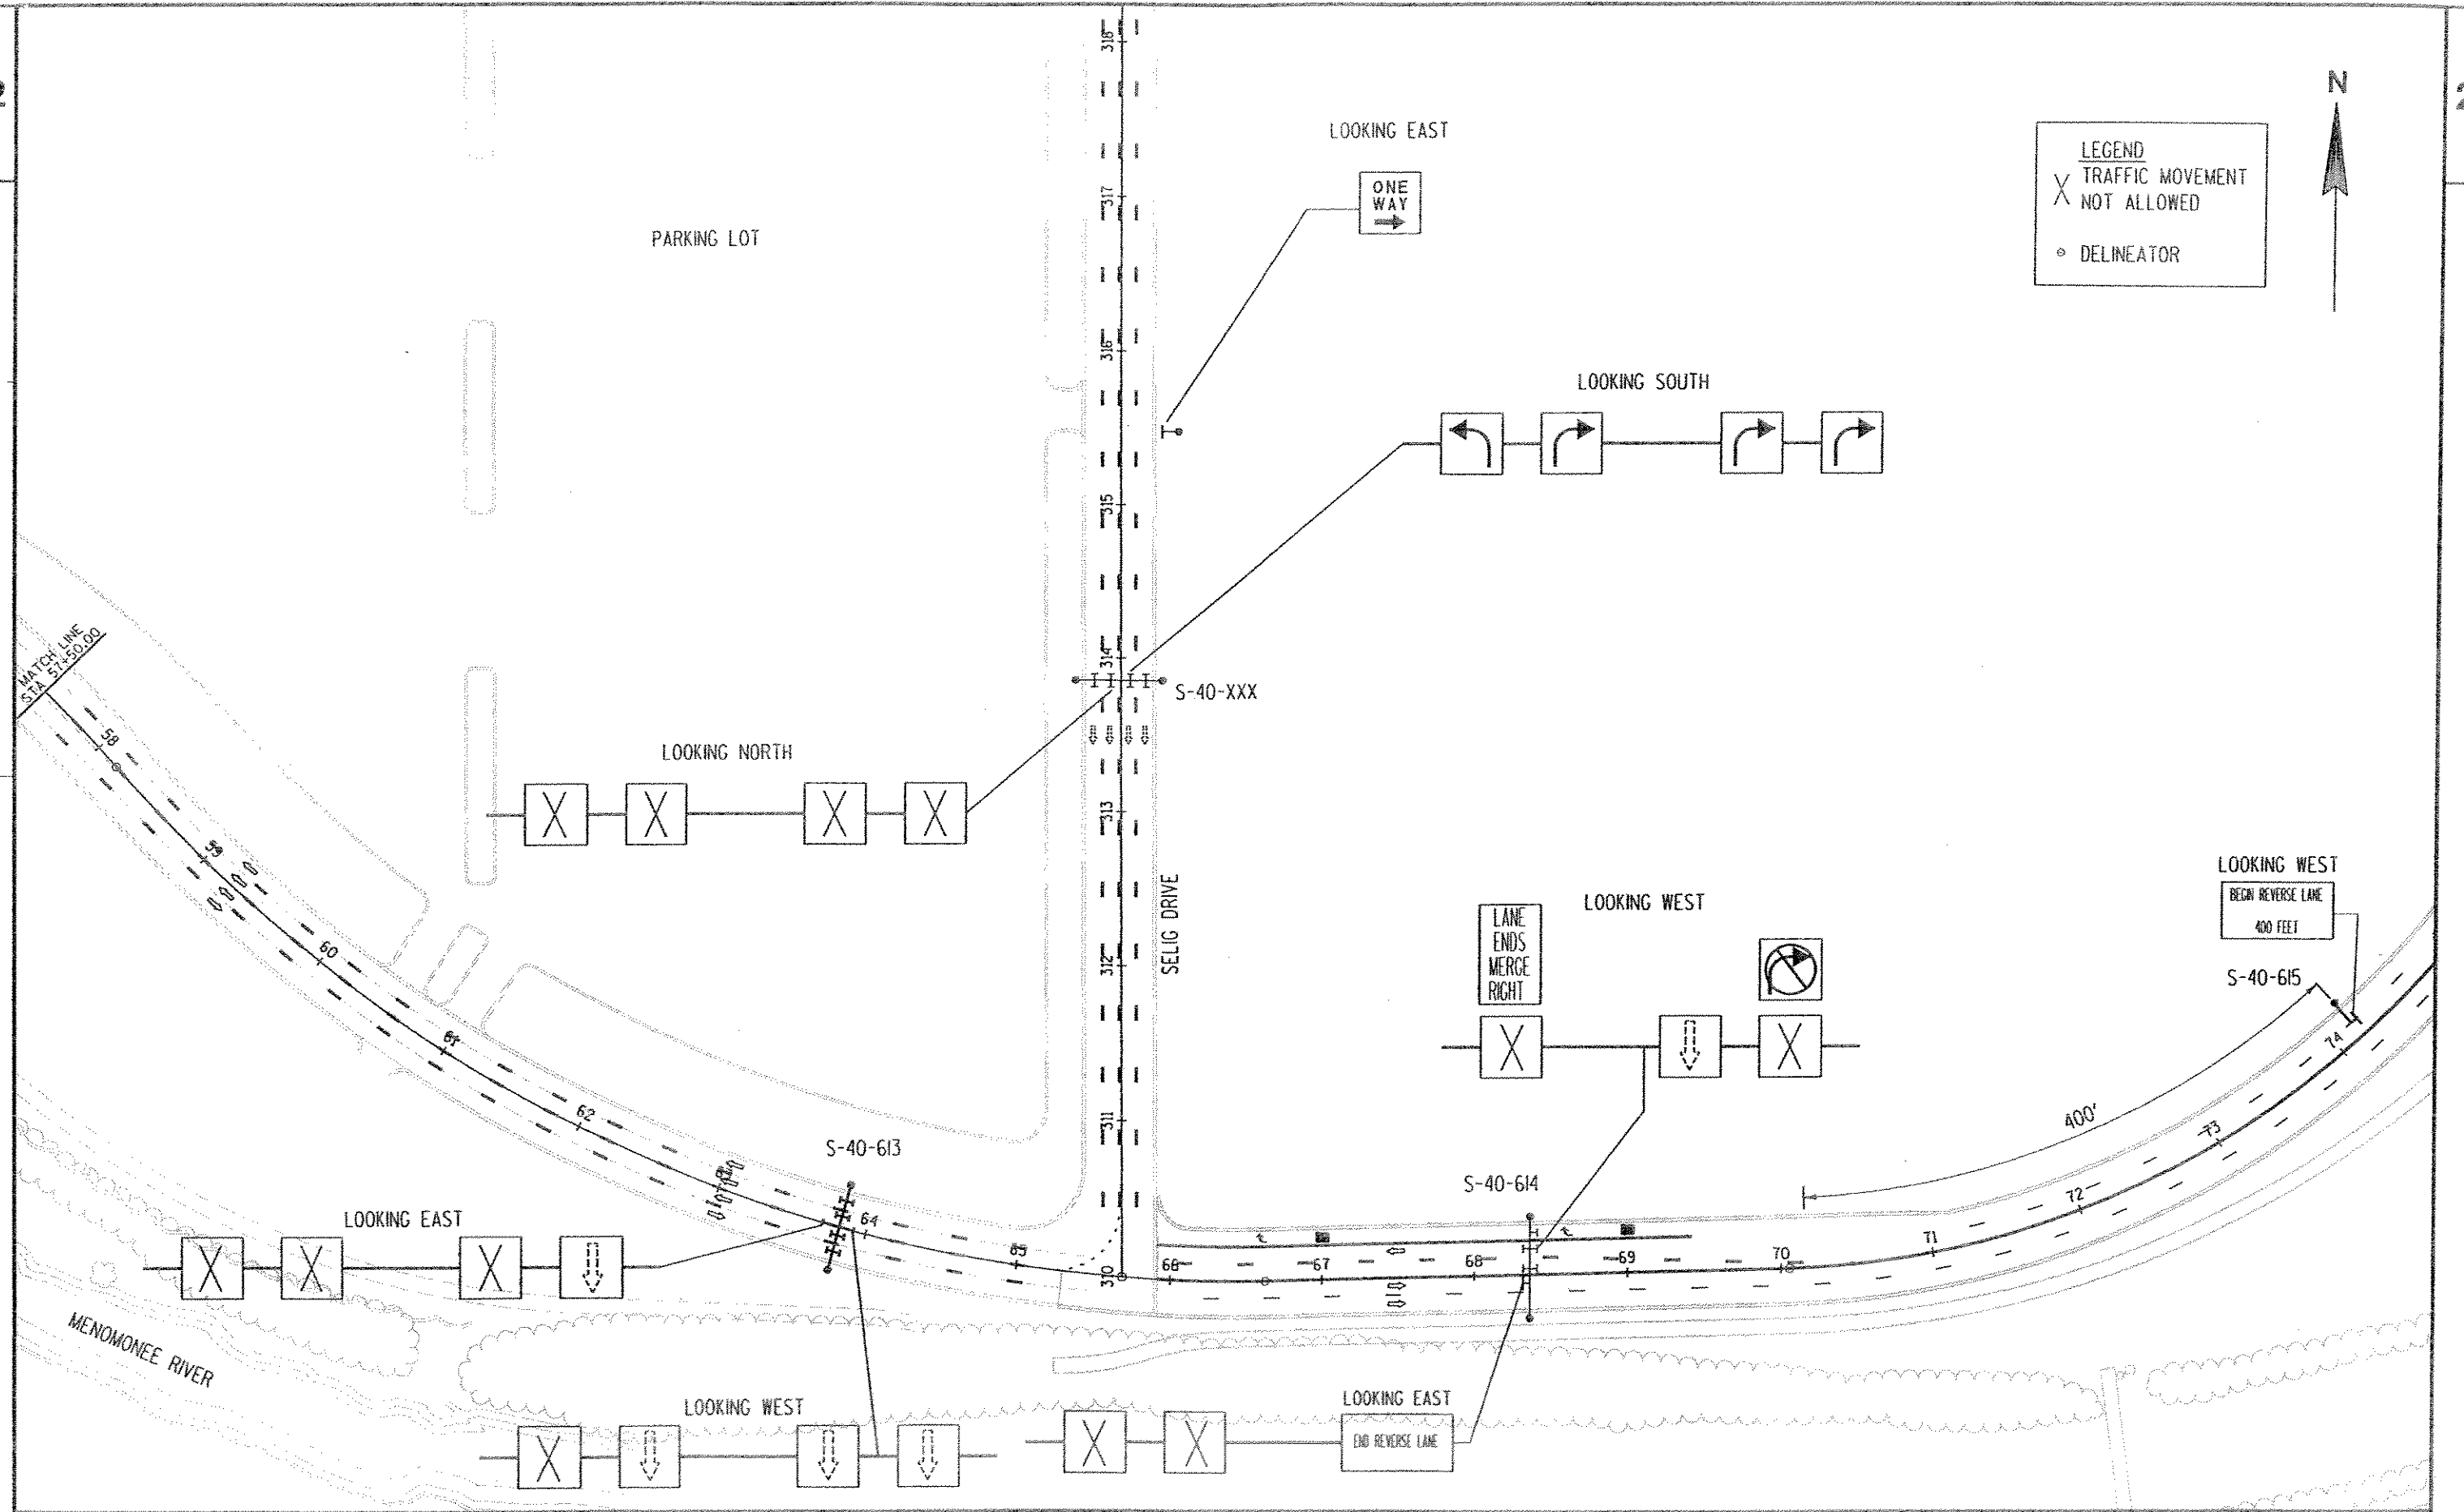 318
N
LOOKING EAST
LEGEND
X TRAFFIC MOVEMENT
NOT ALLOWED
DELINEATOR
ONE
WAY
317
PARKING LOT
316
LOOKING SOUTH
315
MATCH LINE
STA 57+50.00
314
S-40-XXX
58
LOOKING NORTH
X X X X
313
59
SELIG DRIVE
LOOKING WEST
LANE
ENDS
MERGE
RIGHT
X X
LOOKING WEST
BEGIN REVERSE LANE
400 FEET
S-40-615
60
312
61
74
62
311
400'
73
S-40-613
S-40-614
72
LOOKING EAST
X X X
64
65
71
310
66
67
68
69
70
MENOMONEE RIVER
LOOKING WEST
X
LOOKING EAST
X X
END REVERSE LANE